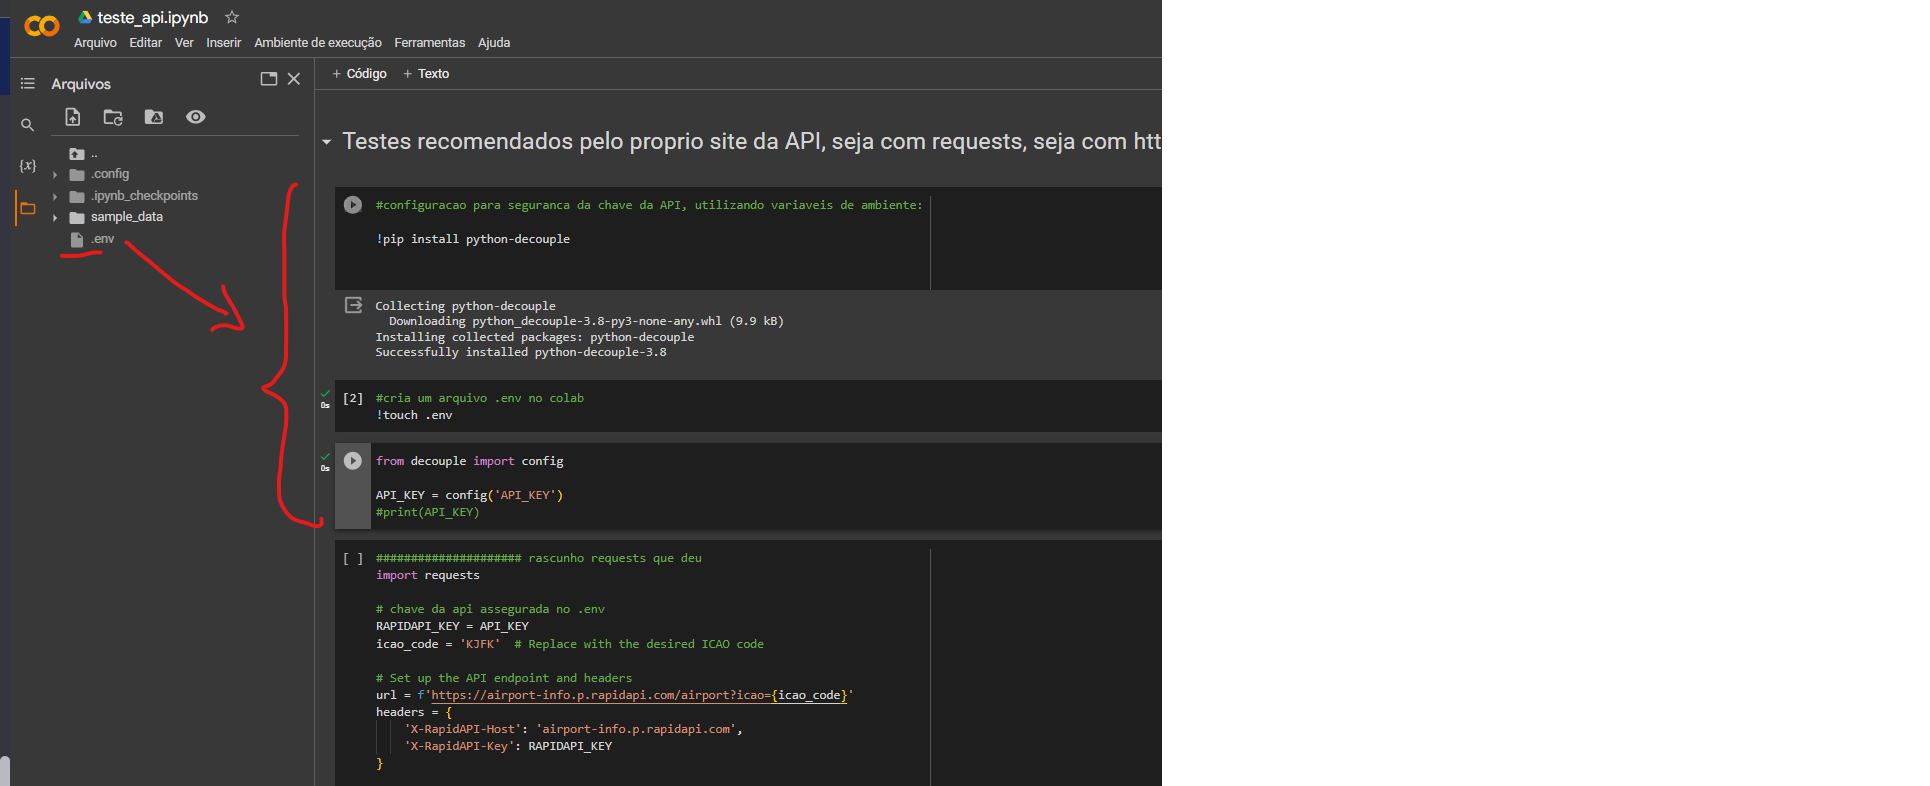 teste_api.ipynb
Arquivo Editar Ver Inserir Ambiente de execução Ferramentas Ajuda
Arquivos
..
.config
.ipynb_checkpoints
sample_data
.env
{x}
+ Código + Texto
Testes recomendados pelo proprio site da API, seja com requests, seja com htt
#configuracao para seguranca da chave da API, utilizando variaveis de ambiente:
!pip install python-decouple
Collecting python-decouple
Downloading python_decouple-3.8-py3-none-any.whl (9.9 kB)
Installing collected packages: python-decouple
Successfully installed python-decouple-3.8
0s
[2] #cria um arquivo .env no colab
!touch .env
0s
from decouple import config
API_KEY = config('API_KEY')
#print(API_KEY)
[ ] ##################### rascunho requests que deu
import requests
# chave da api assegurada no .env
RAPIDAPI_KEY = API_KEY
icao_code = 'KJFK'  # Replace with the desired ICAO code
# Set up the API endpoint and headers
url = f'https://airport-info.p.rapidapi.com/airport?icao={icao_code}'
headers = {
'X-RapidAPI-Host': 'airport-info.p.rapidapi.com',
'X-RapidAPI-Key': RAPIDAPI_KEY
}